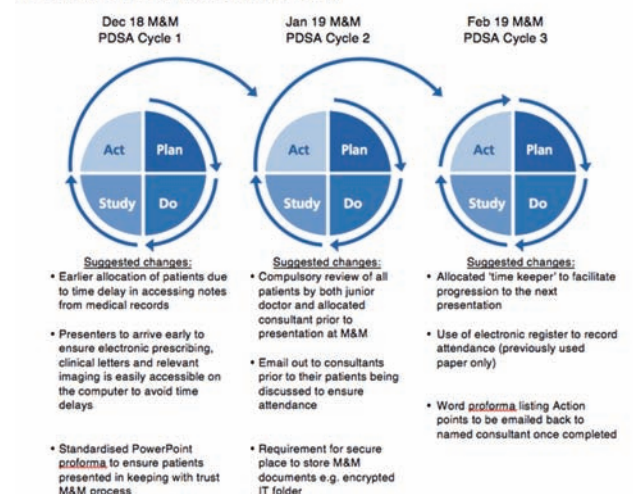 Dec 18 M&M
PDSA Cycle 1
Jan 19 M&M
PDSA Cycle 2
Feb 19 M&M
PDSA Cycle 3
Act
Plan
Study
Do
Act
Plan
Study
Do
Act
Plan
Study
Do
Suggested changes:
• Earlier allocation of patients due
to time delay in accessing notes
from medical records
• Presenters to arrive early to
ensure electronic prescribing,
clinical letters and relevant
imaging is easily accessible on
the computer to avoid time
delays
• Standardised PowerPoint
proforma to ensure patients
presented in keeping with trust
M&M process
Suggested changes:
• Compulsory review of all
patients by both junior
doctor and allocated
consultant prior to
presentation at M&M
• Email out to consultants
prior to their patients being
discussed to ensure
attendance
• Requirement for secure
place to store M&M
documents e.g. encrypted
IT folder
Suggested changes:
• Allocated 'time keeper' to facilitate
progression to the next
presentation
• Use of electronic register to record
attendance (previously used
paper only)
• Word proforma listing Action
points to be emailed back to
named consultant once completed